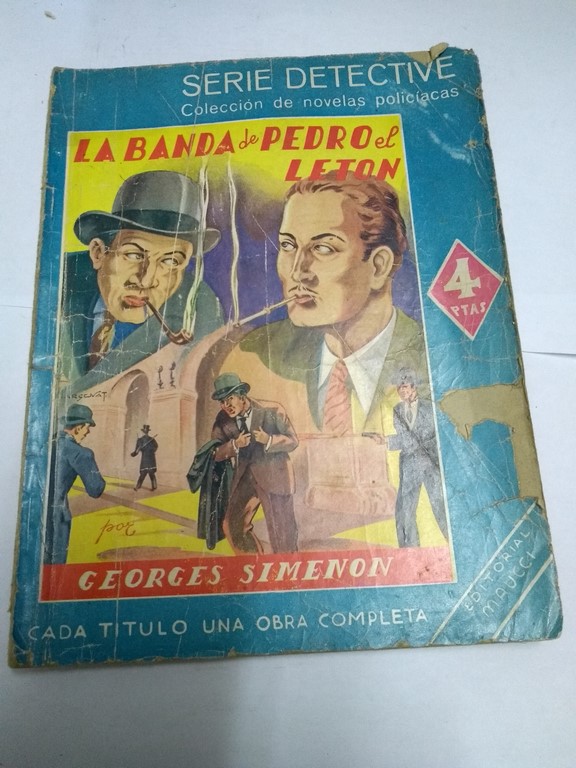 SERIE DETECTIVE
Colección de novelas policíacas
LA BANDA de PEDRO el
LETON
4
PTAS
por
GEORGES SIMENON
CADA TITULO UNA OBRA COMPLETA
EDITORIAL
MAUCCI